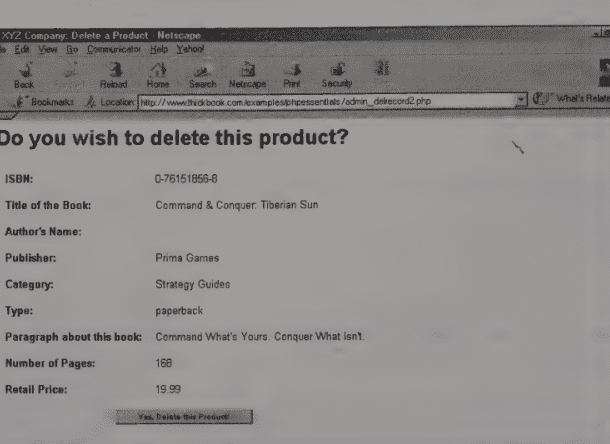 XYZ Company: Delete a Product - Netscape
Edit View Go Communicator Help Yahoo!
Back Reload Home Search Netscape Print Security
Bookmarks Location: http://www.thickbook.com/examples/phpessentials/admin_delrecord2.php What's Relate
Do you wish to delete this product?
ISBN: 0-76151856-8
Title of the Book: Command & Conquer: Tiberian Sun
Author's Name:
Publisher: Prima Games
Category: Strategy Guides
Type: paperback
Paragraph about this book: Command What's Yours. Conquer What Isn't.
Number of Pages: 168
Retail Price: 19.99
Yes, Delete this Product!